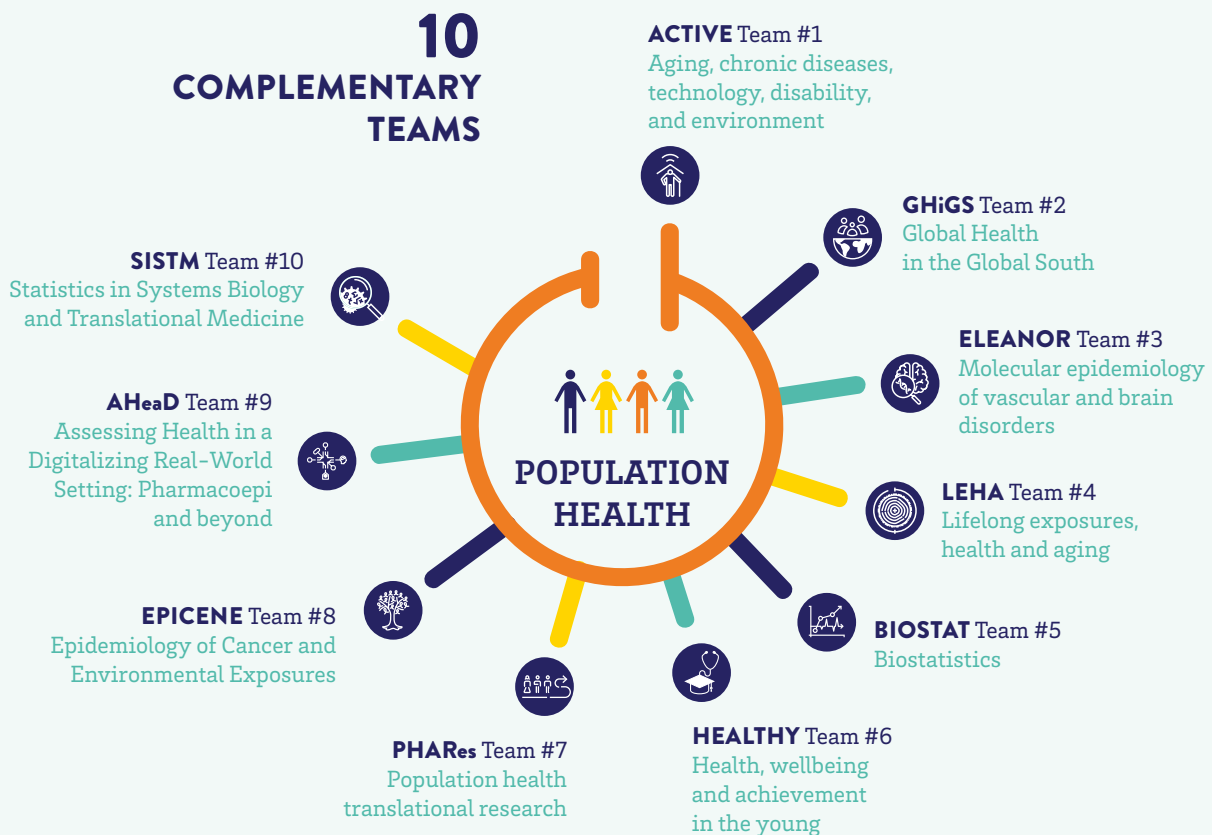 10
COMPLEMENTARY
TEAMS
ACTIVE Team #1
Aging, chronic diseases,
technology, disability,
and environment
GHiGS Team #2
Global Health
in the Global South
ELEANOR Team #3
Molecular epidemiology
of vascular and brain
disorders
LEHA Team #4
Lifelong exposures,
health and aging
BIOSTAT Team #5
Biostatistics
HEALTHY Team #6
Health, wellbeing
and achievement
in the young
PHARes Team #7
Population health
translational research
EPICENE Team #8
Epidemiology of Cancer and
Environmental Exposures
AHeaD Team #9
Assessing Health in a
Digitalizing Real-World
Setting: Pharmacoepi
and beyond
SISTM Team #10
Statistics in Systems Biology
and Translational Medicine
POPULATION
HEALTH